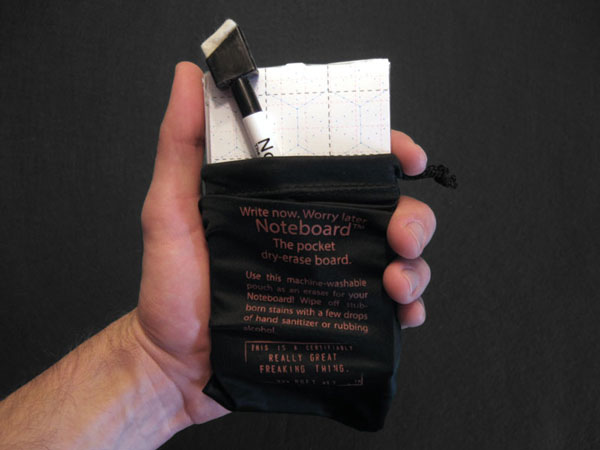 No
Write now. Worry later
Noteboard™
The pocket
dry-erase board.
Use this machine-washable
pouch as an eraser for your
Noteboard! Wipe off stub-
born stains with a few drops
of hand sanitizer or rubbing
alcohol.
THIS IS A CERTIFIABLY
REALLY GREAT
FREAKING THING.